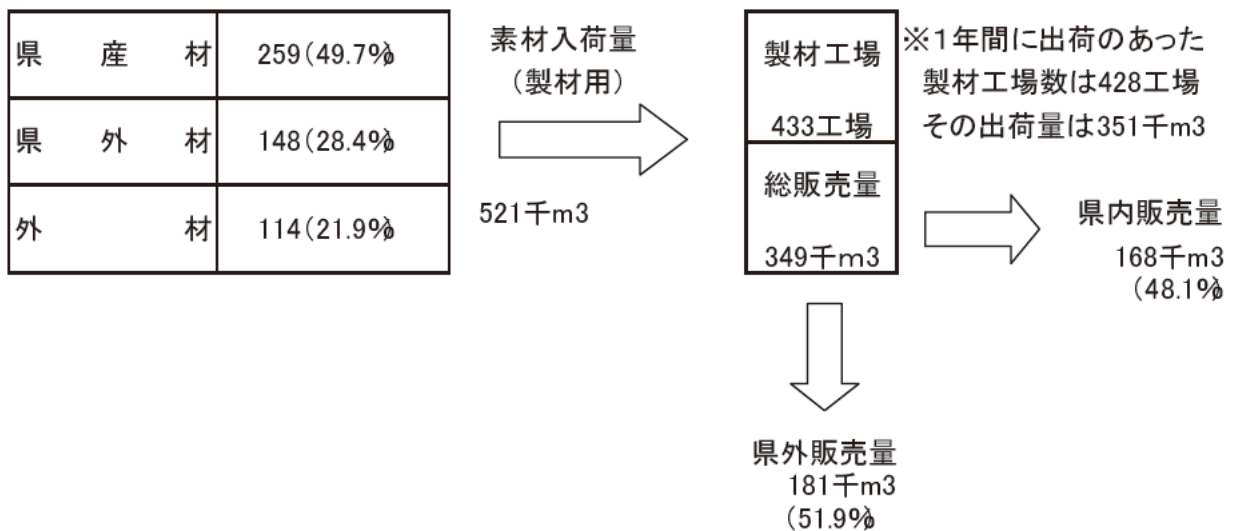 県産材 259(49.7%)
県外材 148(28.4%)
外材 114(21.9%)
素材入荷量
(製材用)
521千m3
製材工場
433工場
総販売量
349千m3
※1年間に出荷のあった
製材工場数は428工場
その出荷量は351千m3
県内販売量
168千m3
(48.1%)
県外販売量
181千m3
(51.9%)